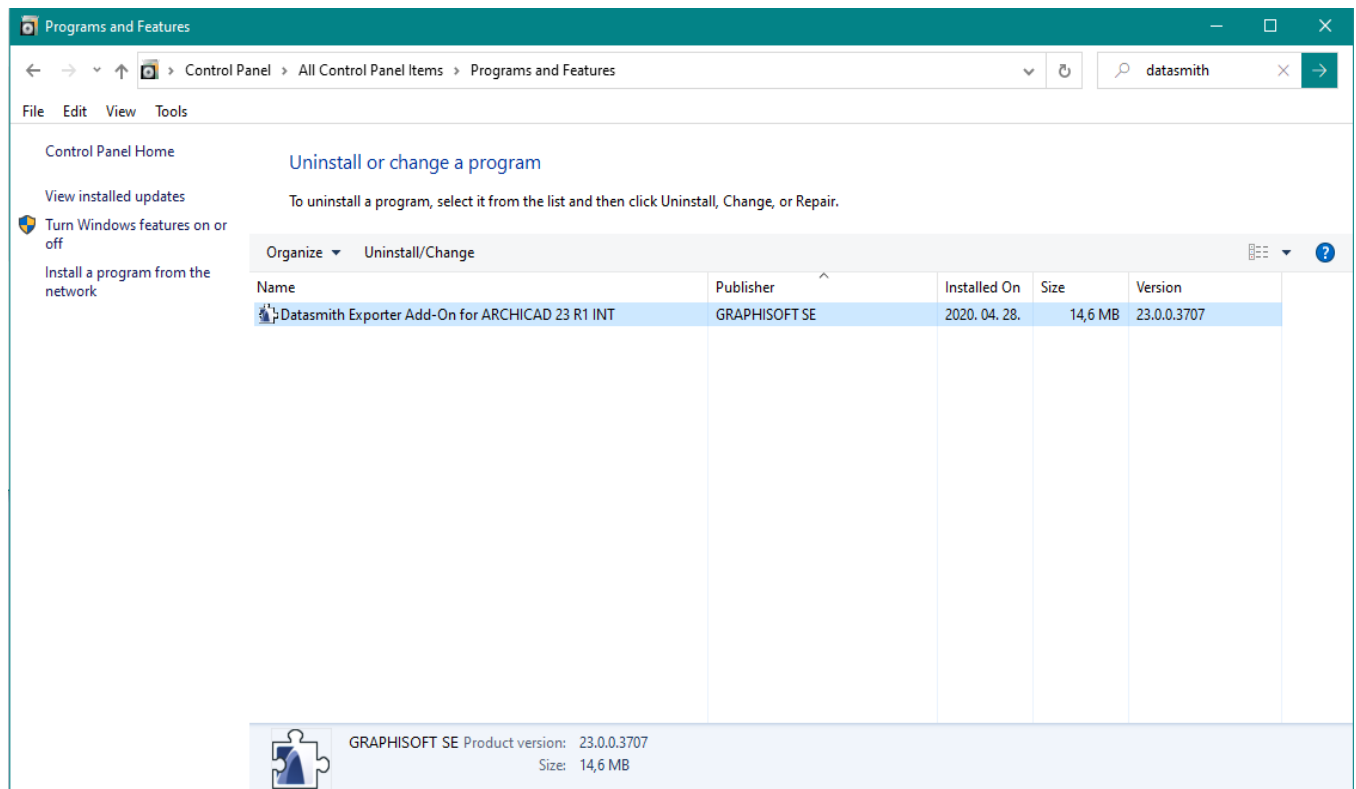 Programs and Features
Control Panel > All Control Panel Items > Programs and Features
datasmith
File Edit View Tools
Control Panel Home
View installed updates
Turn Windows features on or
off
Install a program from the
network
Uninstall or change a program
To uninstall a program, select it from the list and then click Uninstall, Change, or Repair.
Organize Uninstall/Change
Name Publisher Installed On Size Version
Datasmith Exporter Add-On for ARCHICAD 23 R1 INT GRAPHISOFT SE 2020. 04. 28. 14,6 MB 23.0.0.3707
GRAPHISOFT SE Product version: 23.0.0.3707
Size: 14,6 MB